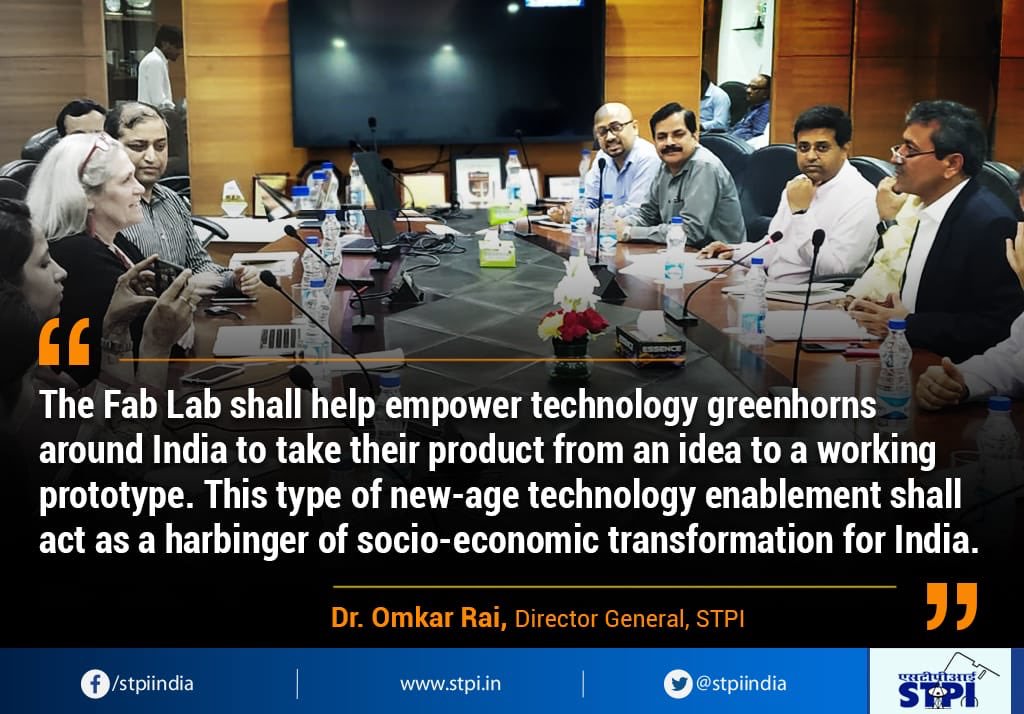 ESSENCE
“
The Fab Lab shall help empower technology greenhorns
around India to take their product from an idea to a working
prototype. This type of new-age technology enablement shall
act as a harbinger of socio-economic transformation for India.
”
Dr. Omkar Rai, Director General, STPI
/stpiindia
www.stpi.in
@stpiindia
एसटीपीआई
STPI